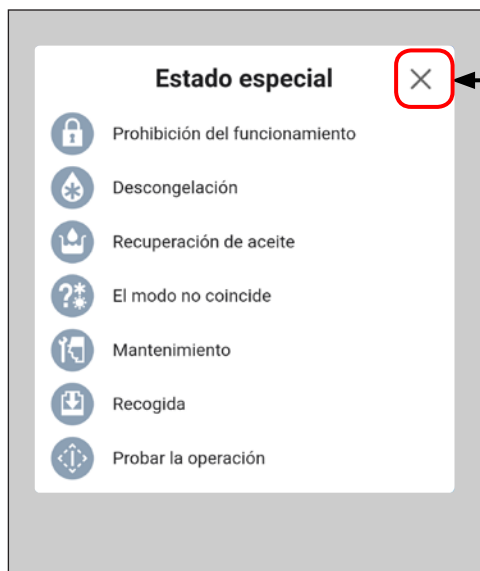 Estado especial
Prohibición del funcionamiento
Descongelación
Recuperación de aceite
El modo no coincide
Mantenimiento
Recogida
Probar la operación